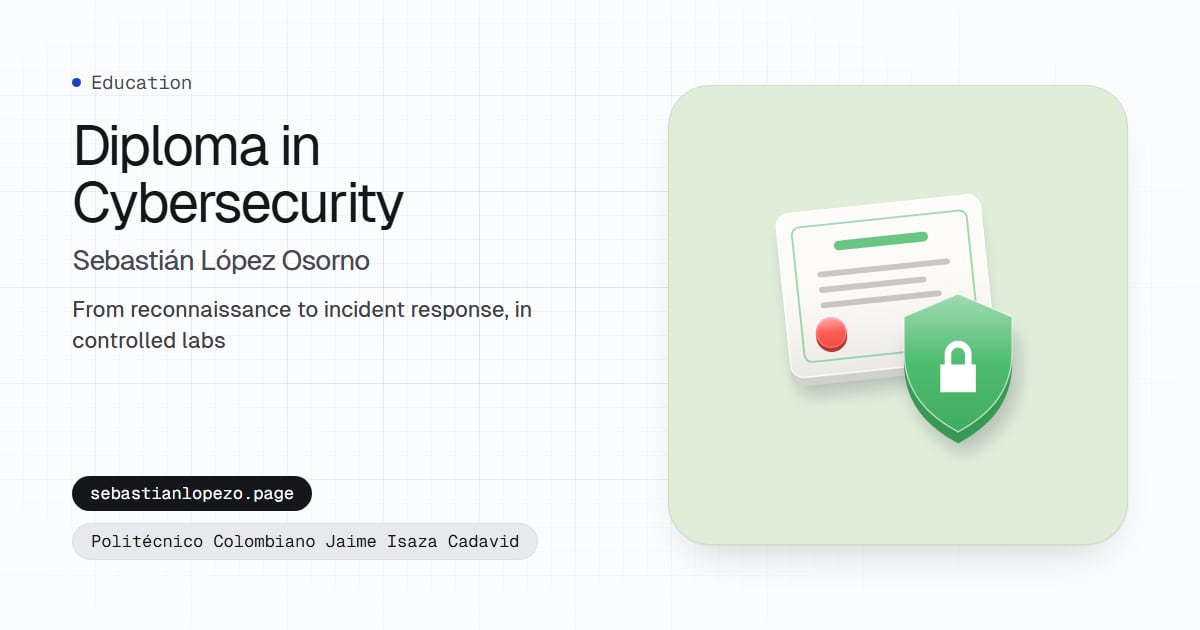 Education
Diploma in
Cybersecurity
Sebastián López Osorno
From reconnaissance to incident response, in
controlled labs
sebastianlopezo.page
Politécnico Colombiano Jaime Isaza Cadavid